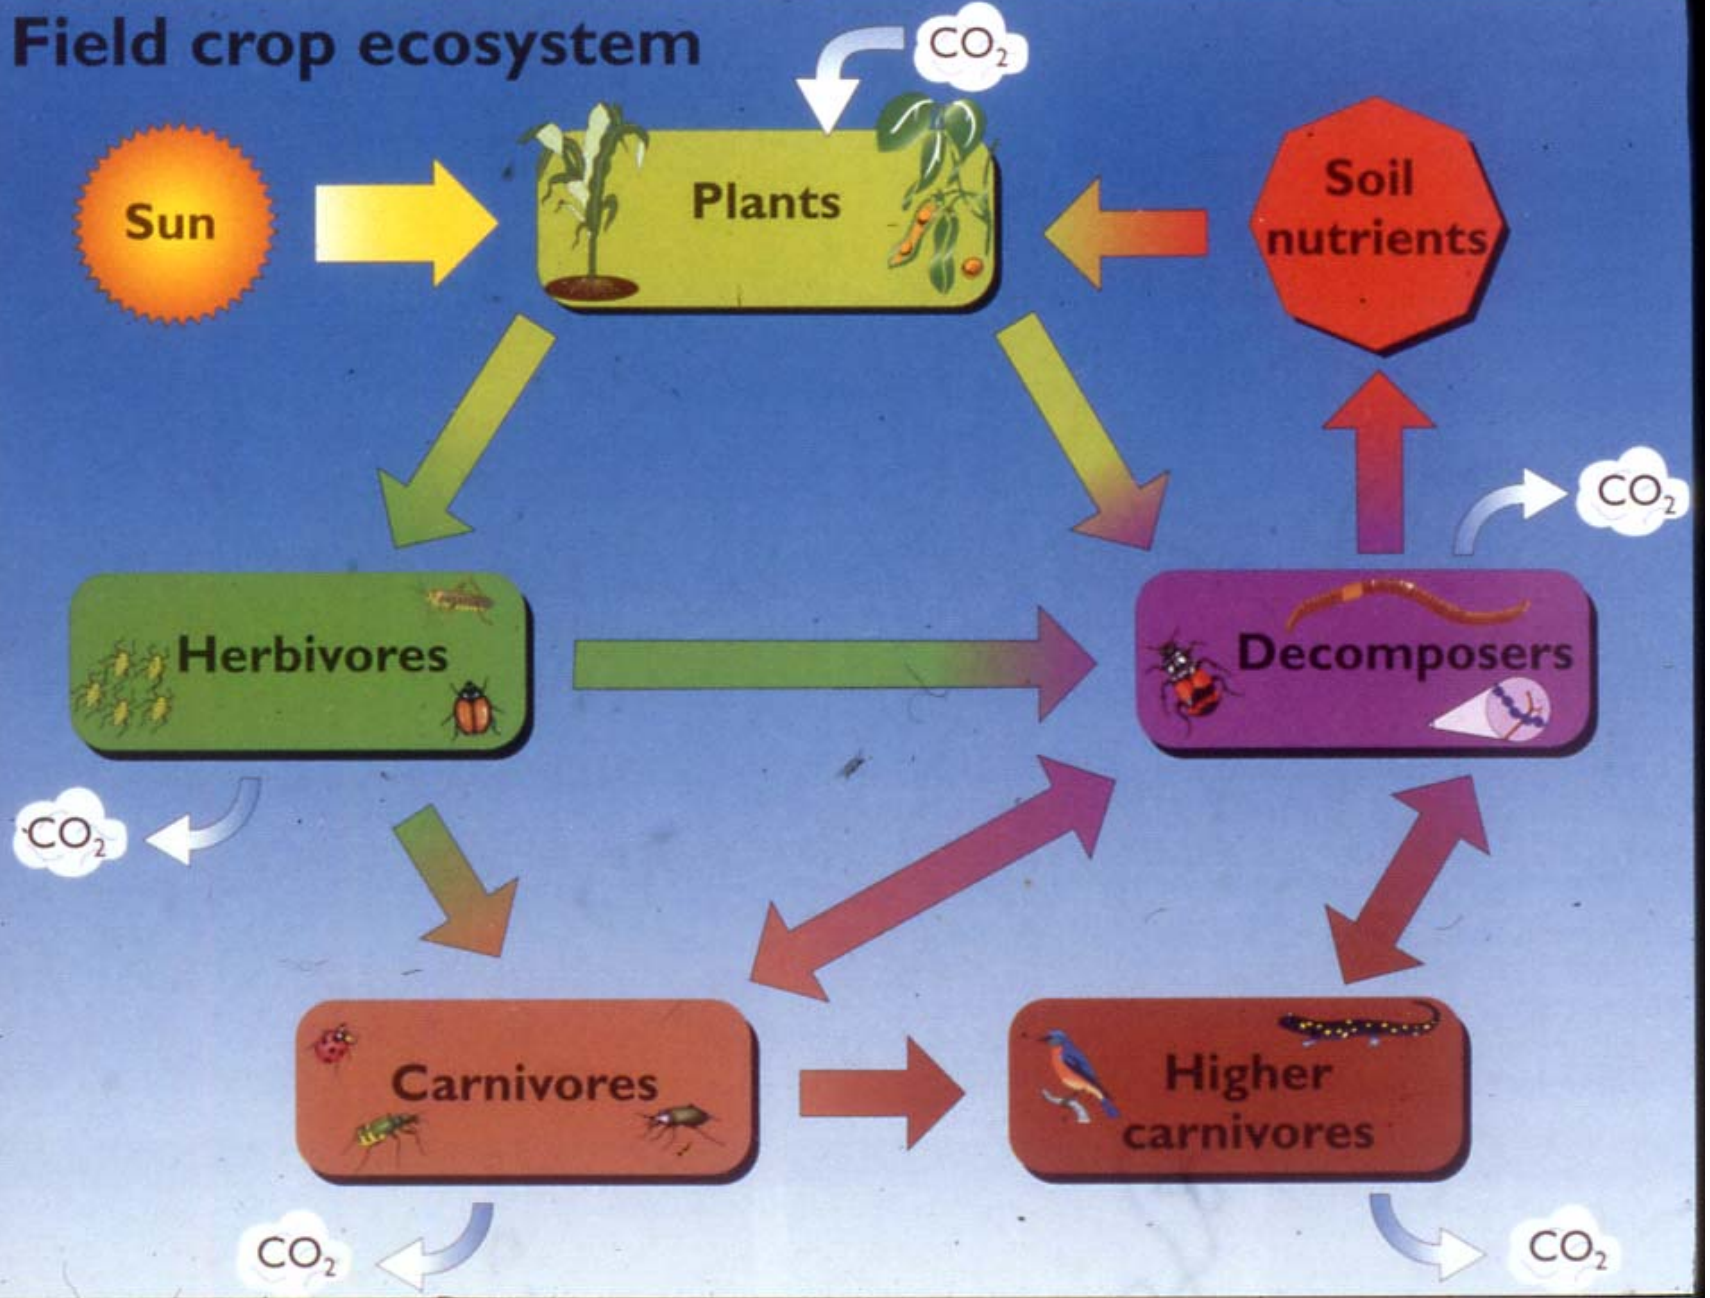 Field crop ecosystem
CO₂
Sun
Plants
Soil
nutrients
CO₂
Herbivores
Decomposers
CO₂
Carnivores
Higher
carnivores
CO₂
CO₂